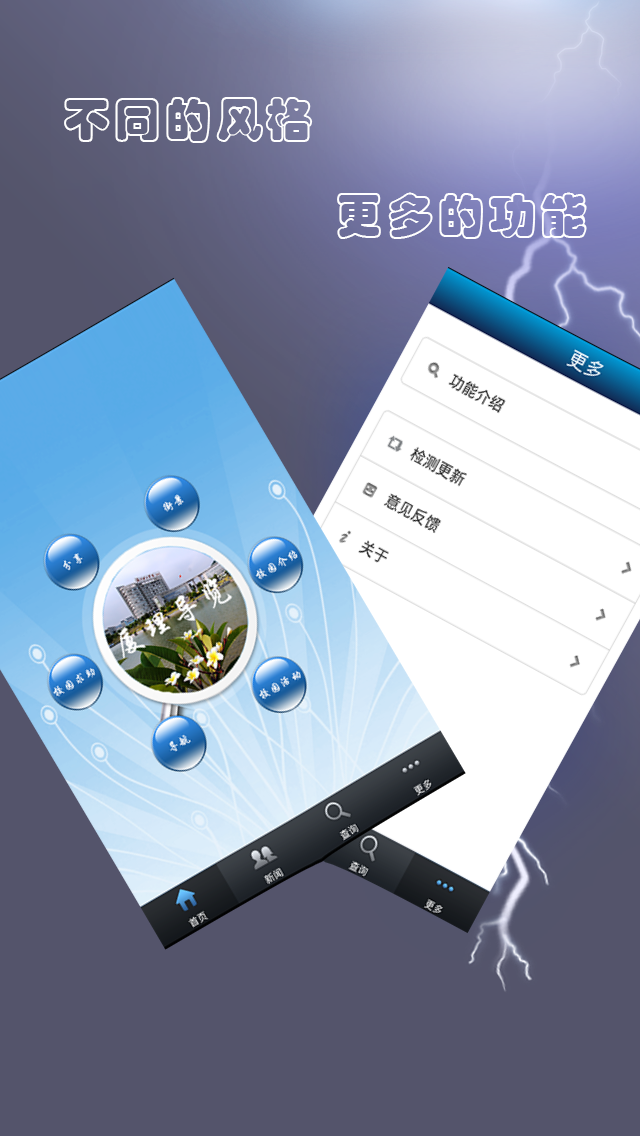 不同的风格
更多的功能
街景
分享
校园介绍
厦理导览
校园求助
校园活动
导航
首页
新闻
查询
更多
更多
功能介绍
检测更新
意见反馈
关于
查询
更多